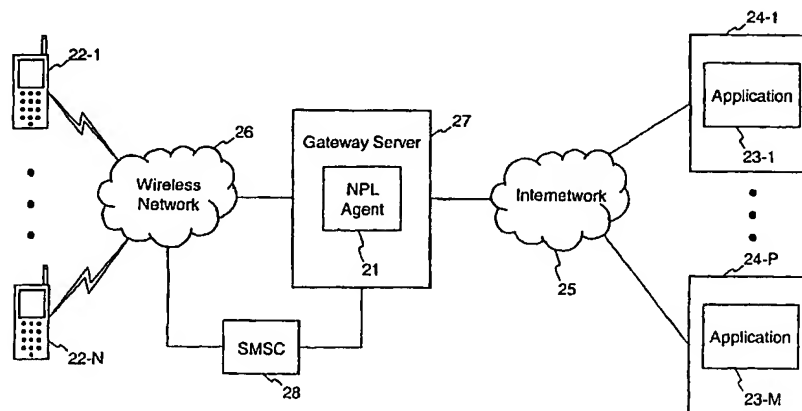 22-1
26
Wireless
Network
22-N
27
Gateway Server
NPL
Agent
21
SMSC
28
Internetwork
25
24-1
Application
23-1
24-P
Application
23-M